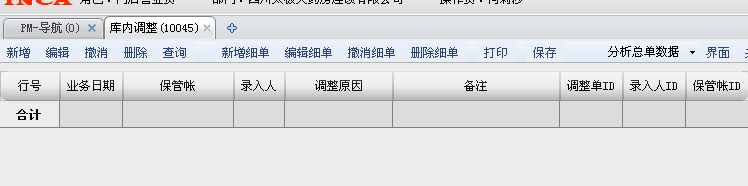 PM-导航(0) 库内调整(10045)
新增 编辑 撤消 删除 查询 新增细单 编辑细单 撤消细单 删除细单 打印 保存 分析总单数据 界面
行号 业务日期 保管帐 录入人 调整原因 备注 调整单ID 录入人ID 保管帐ID
合计